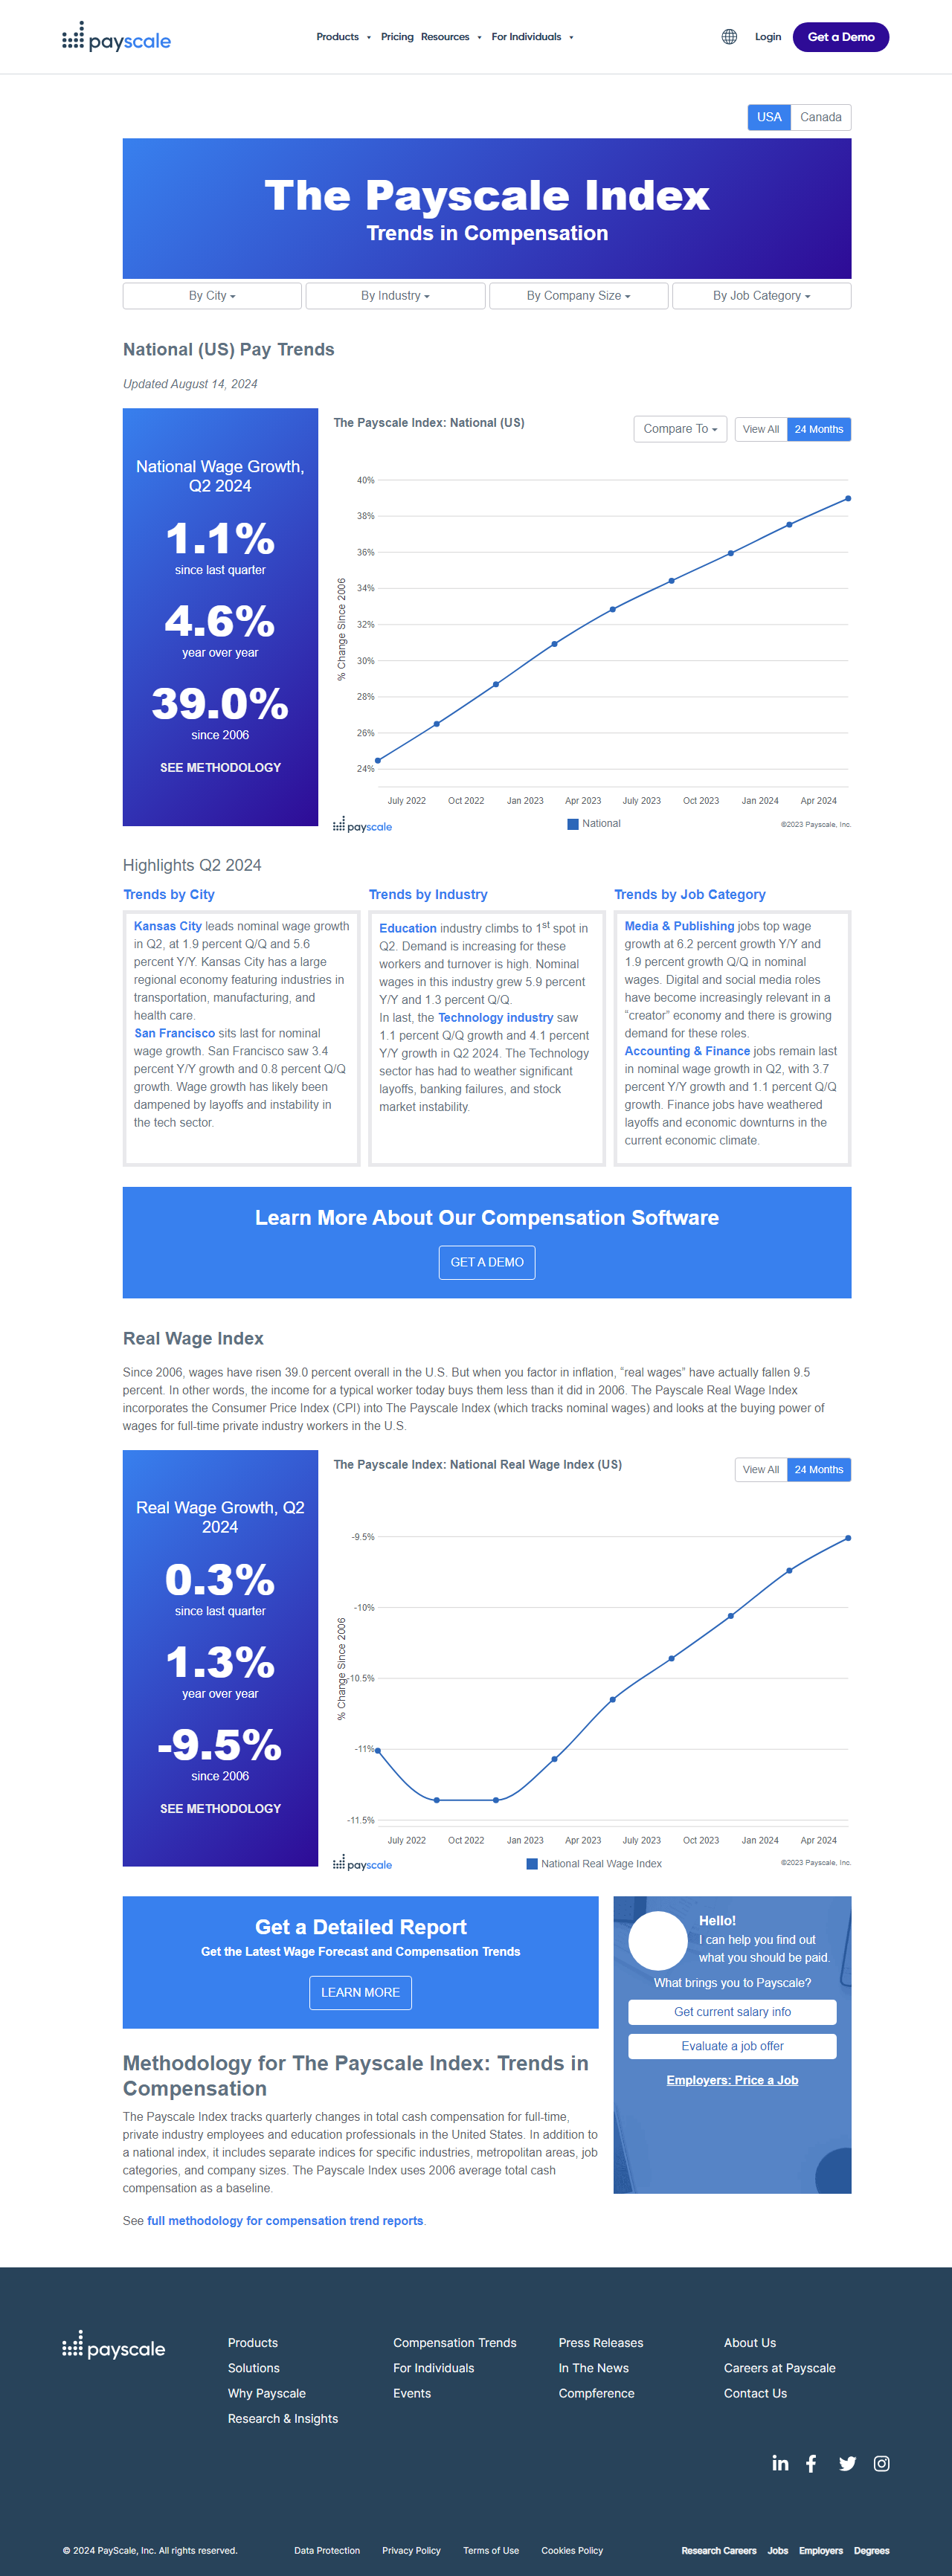 payscale
Products
Pricing
Resources
For Individuals
Login
Get a Demo
USA
Canada
The Payscale Index
Trends in Compensation
By City
By Industry
By Company Size
By Job Category
National (US) Pay Trends
Updated August 14, 2024
National Wage Growth,
Q2 2024
1.1%
since last quarter
4.6%
year over year
39.0%
since 2006
SEE METHODOLOGY
The Payscale Index: National (US)
Compare To
View All
24 Months
40%
38%
36%
34%
32%
30%
28%
26%
24%
% Change Since 2006
July 2022
Oct 2022
Jan 2023
Apr 2023
July 2023
Oct 2023
Jan 2024
Apr 2024
payscale
National
©2023 Payscale, Inc.
Highlights Q2 2024
Trends by City
Kansas City leads nominal wage growth
in Q2, at 1.9 percent Q/Q and 5.6
percent Y/Y. Kansas City has a large
regional economy featuring industries in
transportation, manufacturing, and
health care.
San Francisco sits last for nominal
wage growth. San Francisco saw 3.4
percent Y/Y growth and 0.8 percent Q/Q
growth. Wage growth has likely been
dampened by layoffs and instability in
the tech sector.
Trends by Industry
Education industry climbs to 1st spot in
Q2. Demand is increasing for these
workers and turnover is high. Nominal
wages in this industry grew 5.9 percent
Y/Y and 1.3 percent Q/Q.
In last, the Technology industry saw
1.1 percent Q/Q growth and 4.1 percent
Y/Y growth in Q2 2024. The Technology
sector has had to weather significant
layoffs, banking failures, and stock
market instability.
Trends by Job Category
Media & Publishing jobs top wage
growth at 6.2 percent growth Y/Y and
1.9 percent growth Q/Q in nominal
wages. Digital and social media roles
have become increasingly relevant in a
“creator” economy and there is growing
demand for these roles.
Accounting & Finance jobs remain last
in nominal wage growth in Q2, with 3.7
percent Y/Y growth and 1.1 percent Q/Q
growth. Finance jobs have weathered
layoffs and economic downturns in the
current economic climate.
Learn More About Our Compensation Software
GET A DEMO
Real Wage Index
Since 2006, wages have risen 39.0 percent overall in the U.S. But when you factor in inflation, “real wages” have actually fallen 9.5
percent. In other words, the income for a typical worker today buys them less than it did in 2006. The Payscale Real Wage Index
incorporates the Consumer Price Index (CPI) into The Payscale Index (which tracks nominal wages) and looks at the buying power of
wages for full-time private industry workers in the U.S.
Real Wage Growth, Q2
2024
0.3%
since last quarter
1.3%
year over year
-9.5%
since 2006
SEE METHODOLOGY
The Payscale Index: National Real Wage Index (US)
View All
24 Months
-9.5%
-10%
-10.5%
-11%
-11.5%
% Change Since 2006
July 2022
Oct 2022
Jan 2023
Apr 2023
July 2023
Oct 2023
Jan 2024
Apr 2024
payscale
National Real Wage Index
©2023 Payscale, Inc.
Get a Detailed Report
Get the Latest Wage Forecast and Compensation Trends
LEARN MORE
Hello!
I can help you find out
what you should be paid.
What brings you to Payscale?
Get current salary info
Evaluate a job offer
Employers: Price a Job
Methodology for The Payscale Index: Trends in
Compensation
The Payscale Index tracks quarterly changes in total cash compensation for full-time,
private industry employees and education professionals in the United States. In addition to
a national index, it includes separate indices for specific industries, metropolitan areas, job
categories, and company sizes. The Payscale Index uses 2006 average total cash
compensation as a baseline.
See full methodology for compensation trend reports.
payscale
Products
Solutions
Why Payscale
Research & Insights
Compensation Trends
For Individuals
Events
Press Releases
In The News
Compference
About Us
Careers at Payscale
Contact Us
© 2024 PayScale, Inc. All rights reserved.
Data Protection
Privacy Policy
Terms of Use
Cookies Policy
Research Careers
Jobs
Employers
Degrees